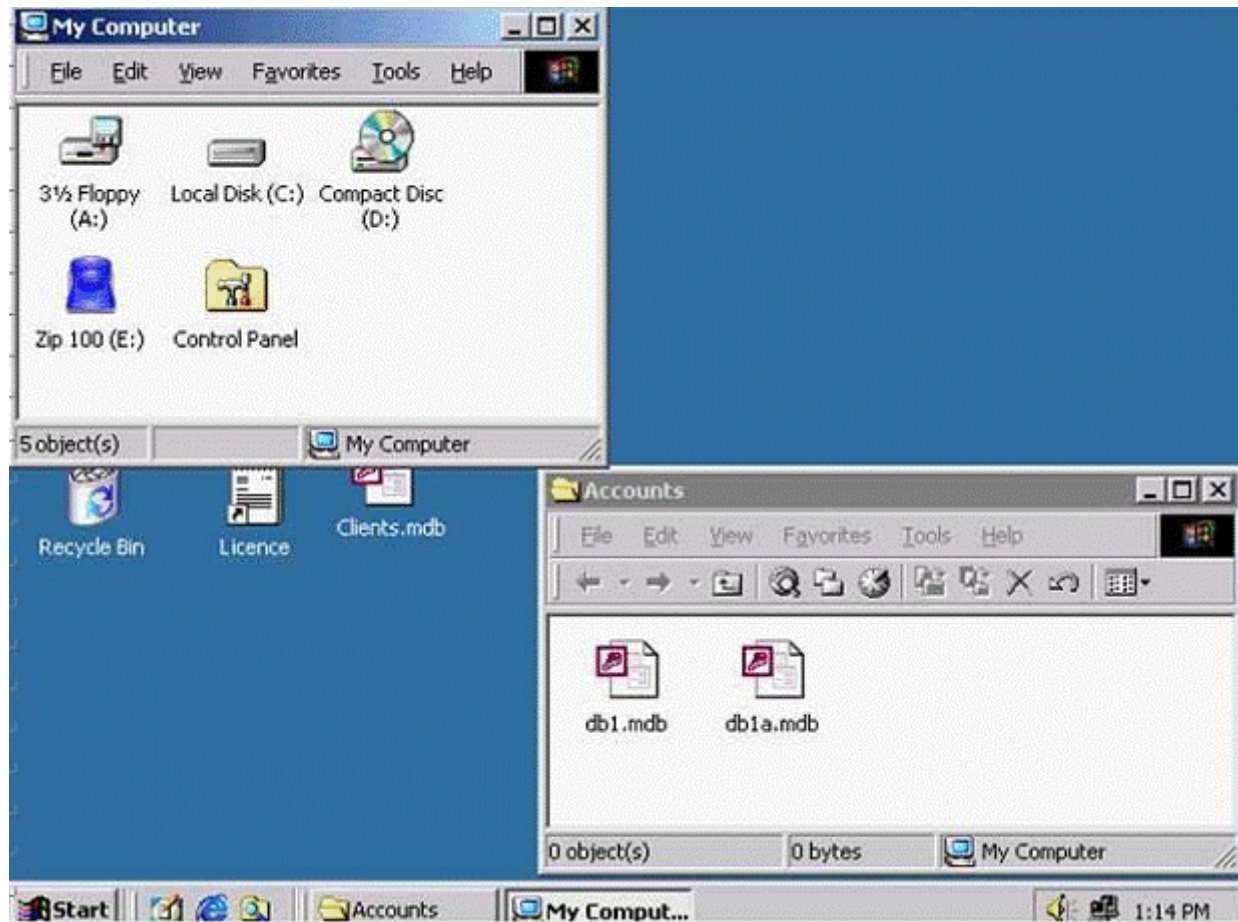 My Computer
File Edit View Favorites Tools Help
3½ Floppy
(A:)
Local Disk (C:)
Compact Disc
(D:)
Zip 100 (E:)
Control Panel
5 object(s)
My Computer
Recycle Bin
Licence
Clients.mdb
Accounts
File Edit View Favorites Tools Help
db1.mdb
db1a.mdb
0 object(s)
0 bytes
My Computer
Start
Accounts
My Comput...
1:14 PM